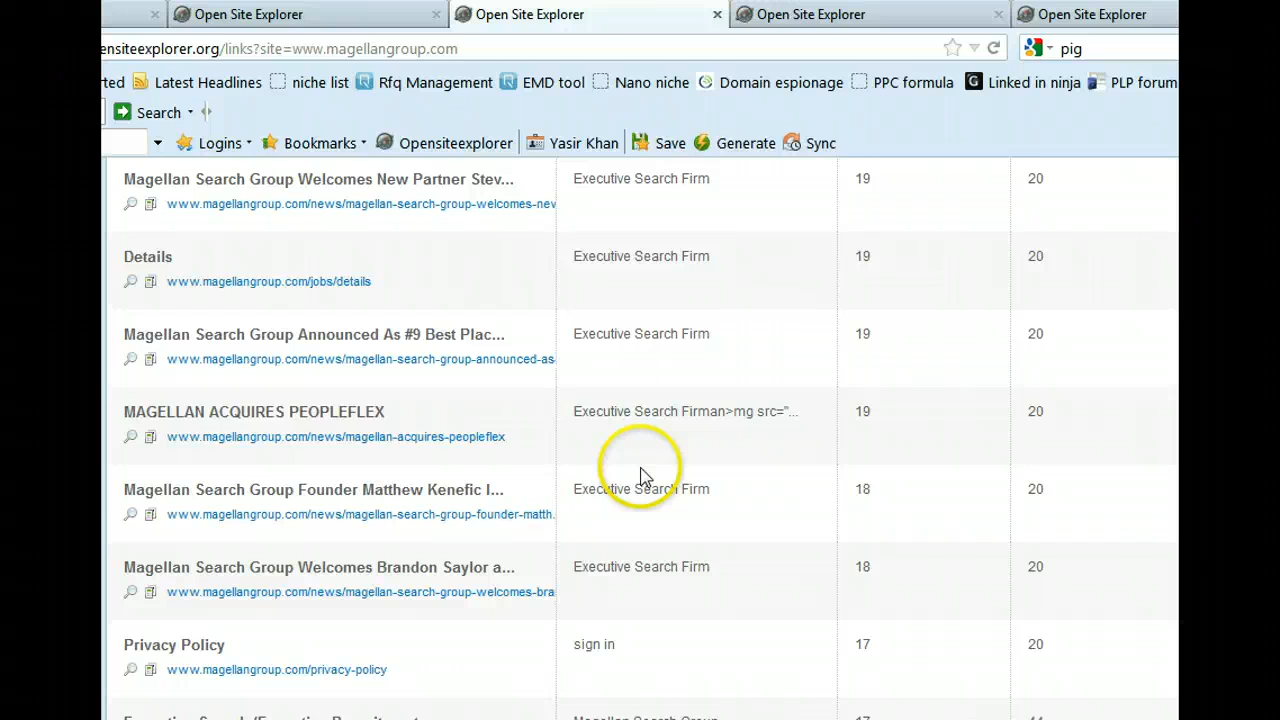 Open Site Explorer Open Site Explorer Open Site Explorer Open Site Explorer
ensiteexplorer.org/links?site=www.magellangroup.com pig
rted Latest Headlines niche list Rfq Management EMD tool Nano niche Domain espionage PPC formula Linked in ninja PLP forum
Search
Logins Bookmarks Opensiteexplorer Yasir Khan Save Generate Sync
Magellan Search Group Welcomes New Partner Stev... Executive Search Firm 19 20
www.magellangroup.com/news/magellan-search-group-welcomes-new
Details Executive Search Firm 19 20
www.magellangroup.com/jobs/details
Magellan Search Group Announced As #9 Best Plac... Executive Search Firm 19 20
www.magellangroup.com/news/magellan-search-group-announced-as-
MAGELLAN ACQUIRES PEOPLEFLEX Executive Search Firman>mg src="... 19 20
www.magellangroup.com/news/magellan-acquires-peopleflex
Magellan Search Group Founder Matthew Kenefic I... Executive Search Firm 18 20
www.magellangroup.com/news/magellan-search-group-founder-matth
Magellan Search Group Welcomes Brandon Saylor a... Executive Search Firm 18 20
www.magellangroup.com/news/magellan-search-group-welcomes-bra
Privacy Policy sign in 17 20
www.magellangroup.com/privacy-policy